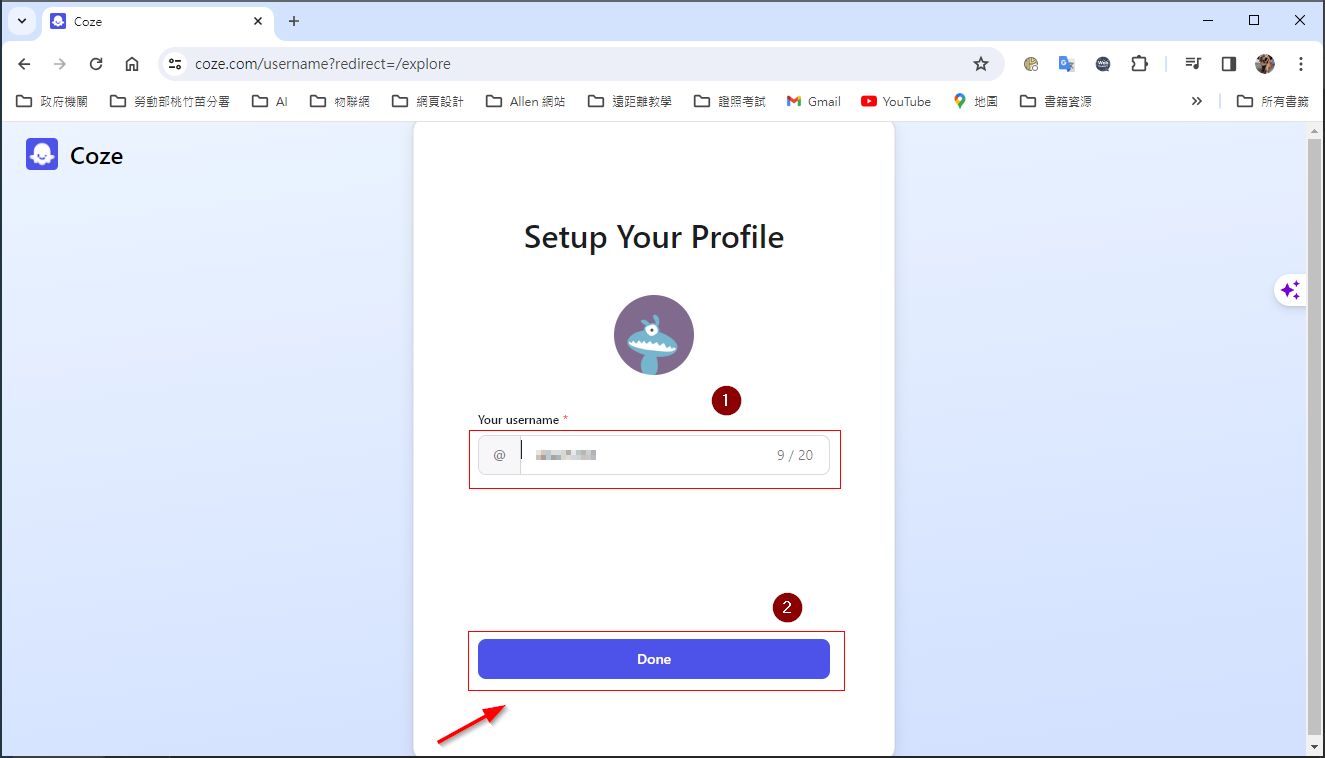 Coze
coze.com/username?redirect=/explore
政府機關 勞動部桃竹苗分署 AI 物聯網 網頁設計 Allen 網站 遠距離教學 證照考試 Gmail YouTube 地圖 書籍資源 所有書籤
Coze
Setup Your Profile
1
Your username *
@ 9 / 20
2
Done